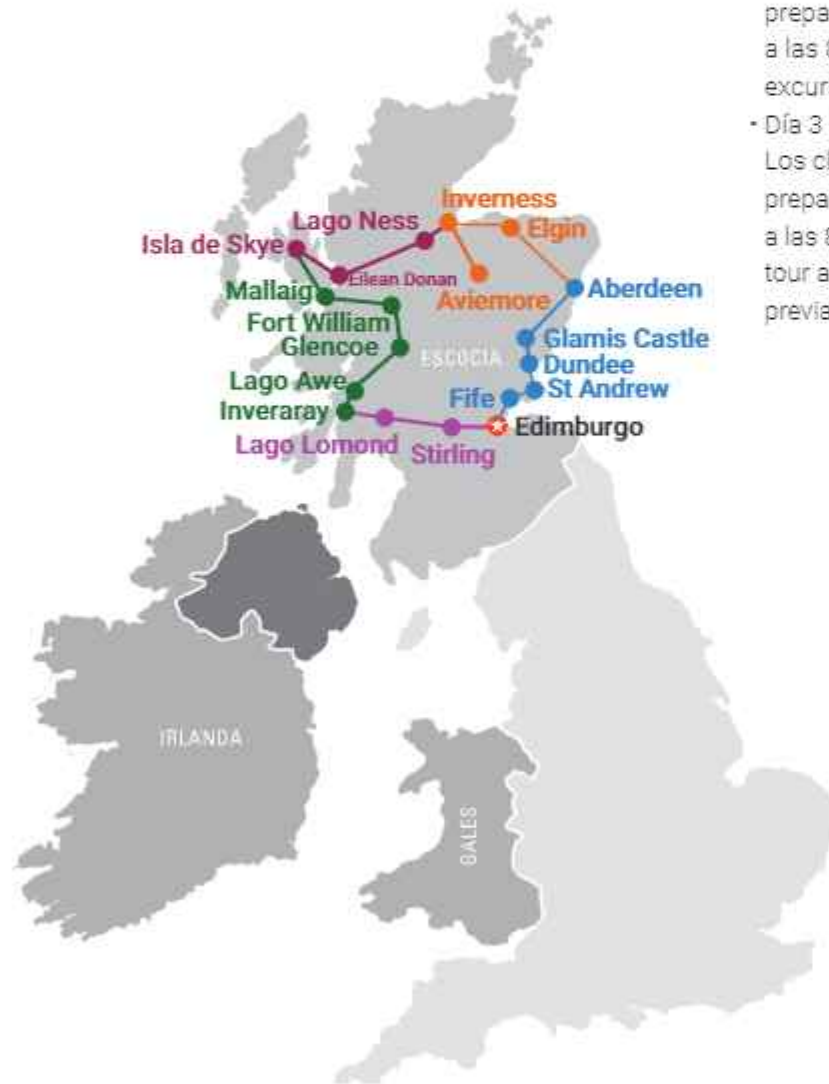 prepa
a las 8
excur
- Día 3
Los cl
prepa
a las 8
tour a
previa
Inverness
Lago Ness
Elgin
Isla de Skye
Eilean Donan
Mallaig
Aviemore
Aberdeen
Fort William
Glencoe
Glamis Castle
ESCOCIA
Dundee
Lago Awe
Fife
St Andrew
Inveraray
Edimburgo
Lago Lomond
Stirling
IRLANDA
GALES